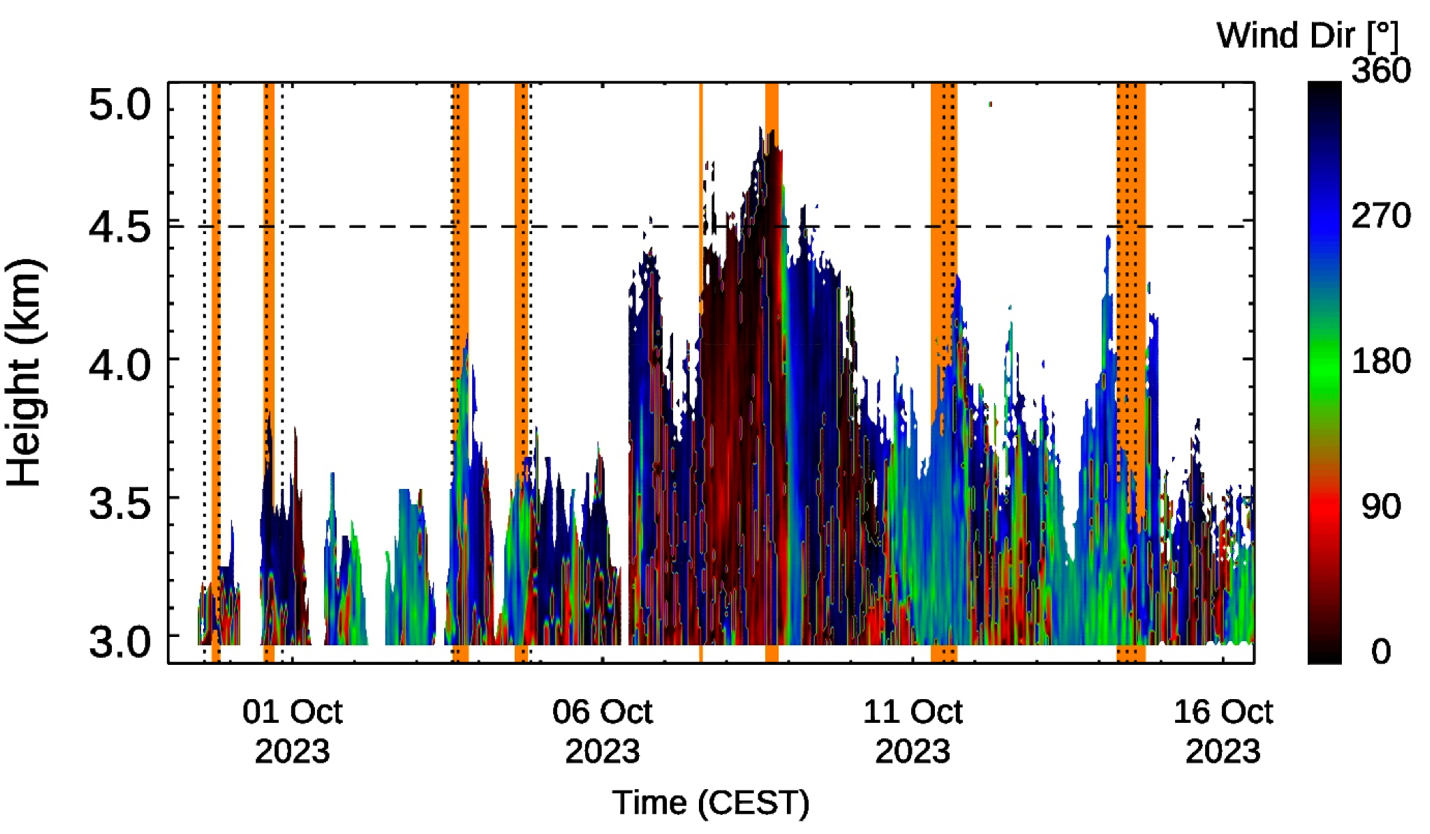 Wind Dir [°]
360
270
180
90
0
5.0
4.5
4.0
3.5
3.0
Height (km)
01 Oct
2023
06 Oct
2023
11 Oct
2023
16 Oct
2023
Time (CEST)